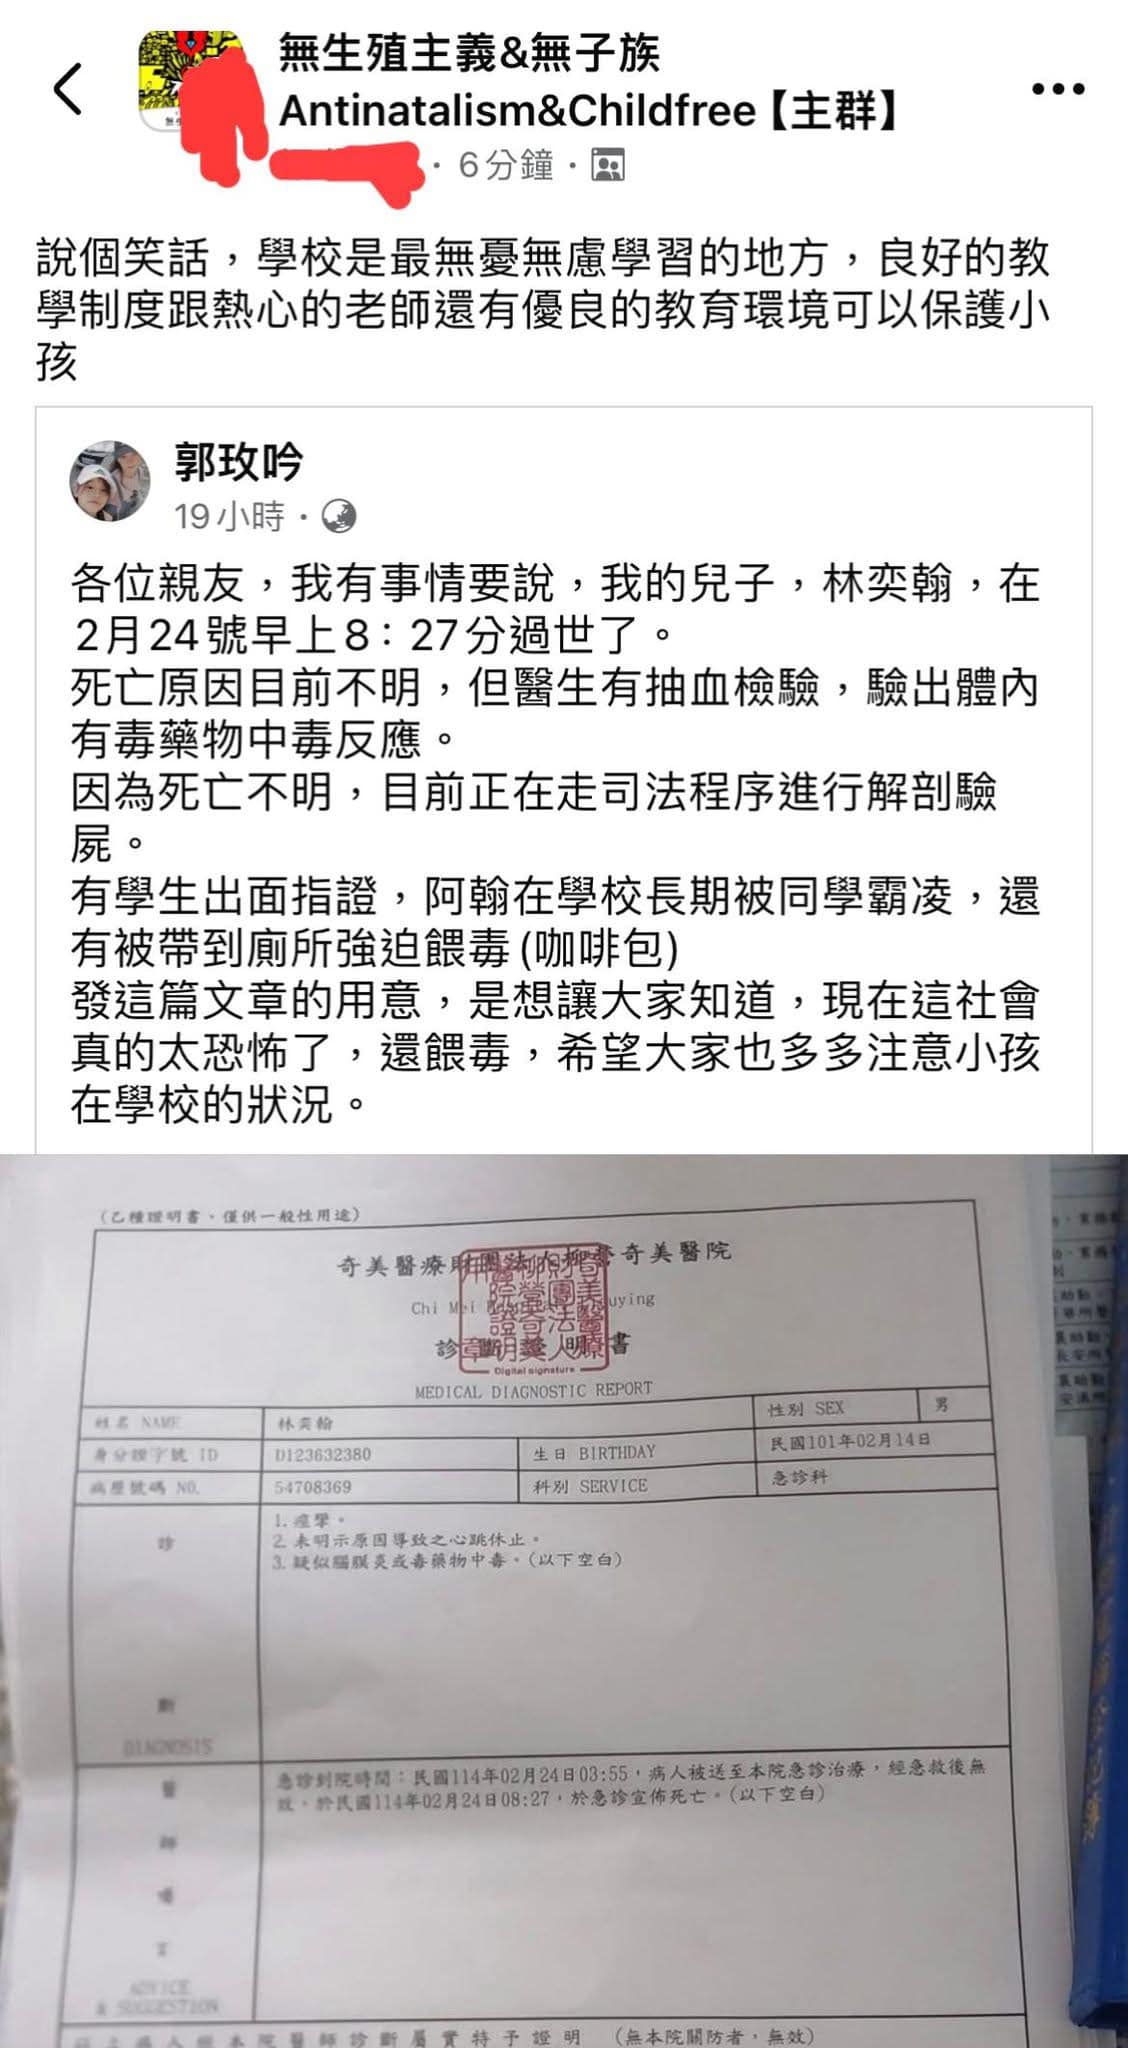 無生殖主義&無子族
Antinatalism&Childfree【主群】
· 6分鐘 ·
說個笑話，學校是最無憂無慮學習的地方，良好的教
學制度跟熱心的老師還有優良的教育環境可以保護小
孩
郭玫吟
19小時 ·
各位親友，我有事情要說，我的兒子，林奕翰，在
2月24號早上8：27分過世了。
死亡原因目前不明，但醫生有抽血檢驗，驗出體內
有毒藥物中毒反應。
因為死亡不明，目前正在走司法程序進行解剖驗
屍。
有學生出面指證，阿翰在學校長期被同學霸凌，還
有被帶到廁所強迫餵毒(咖啡包)
發這篇文章的用意，是想讓大家知道，現在這社會
真的太恐怖了，還餵毒，希望大家也多多注意小孩
在學校的狀況。
（乙種證明書、僅供一般性用途）
奇美醫療財團法人柳營奇美醫院
Chi Mei
診斷證明書
Digital signature
MEDICAL DIAGNOSTIC REPORT
姓名 NAME 林奕翰 性別 SEX 男
身分證字號 ID D123632380 生日 BIRTHDAY 民國101年02月14日
病歷號碼 NO. 54708369 科別 SERVICE 急診科
診
1. 痙攣。
2. 未明示原因導致之心跳休止。
3. 疑似腦膜炎或毒藥物中毒。（以下空白）
斷
DIAGNOSIS
醫
師
囑
言
急診到院時間：民國114年02月24日03:55，病人被送至本院急診治療，經急救後無
效，於民國114年02月24日08:27，於急診宣佈死亡。（以下空白）
ADVICE
& SUGGESTION
本院醫師診斷屬實特予證明 （無本院關防者，無效）